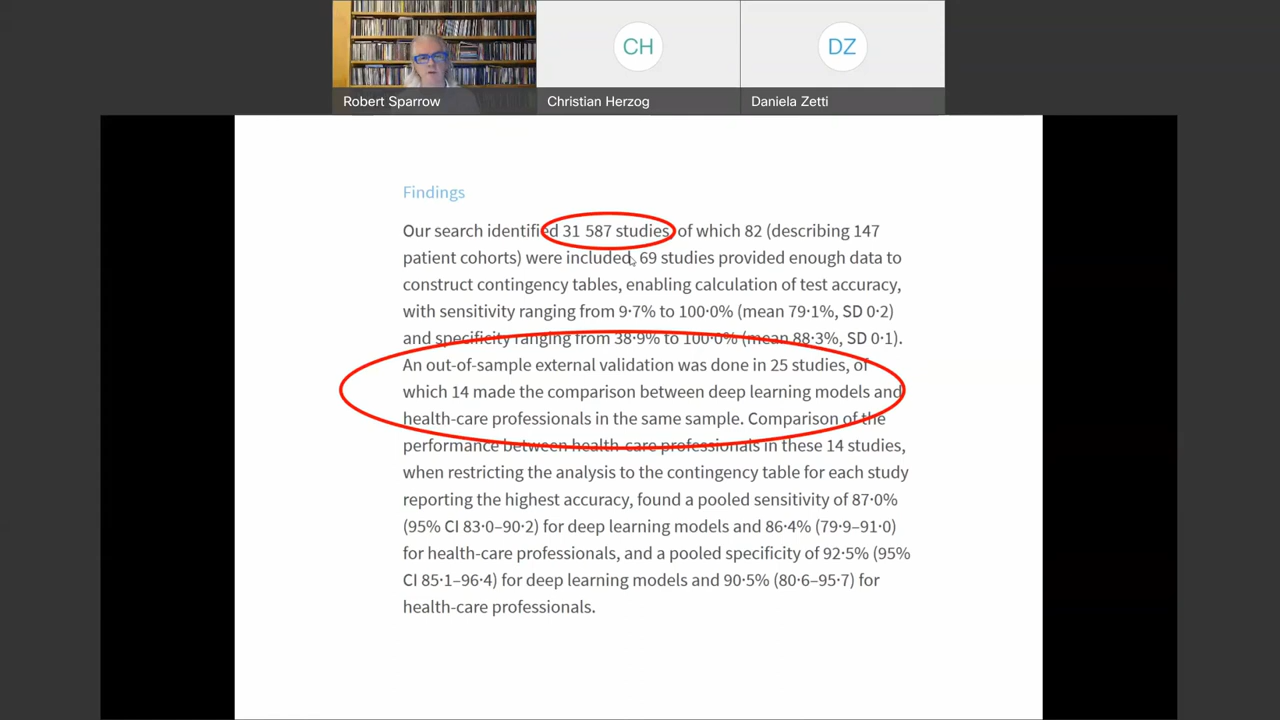 CH
DZ
Robert Sparrow
Christian Herzog
Daniela Zetti
Findings
Our search identified 31 587 studies, of which 82 (describing 147
patient cohorts) were included. 69 studies provided enough data to
construct contingency tables, enabling calculation of test accuracy,
with sensitivity ranging from 9·7% to 100·0% (mean 79·1%, SD 0·2)
and specificity ranging from 38·9% to 100·0% (mean 88·3%, SD 0·1).
An out-of-sample external validation was done in 25 studies, of
which 14 made the comparison between deep learning models and
health-care professionals in the same sample. Comparison of the
performance between health-care professionals in these 14 studies,
when restricting the analysis to the contingency table for each study
reporting the highest accuracy, found a pooled sensitivity of 87·0%
(95% CI 83·0–90·2) for deep learning models and 86·4% (79·9–91·0)
for health-care professionals, and a pooled specificity of 92·5% (95%
CI 85·1–96·4) for deep learning models and 90·5% (80·6–95·7) for
health-care professionals.